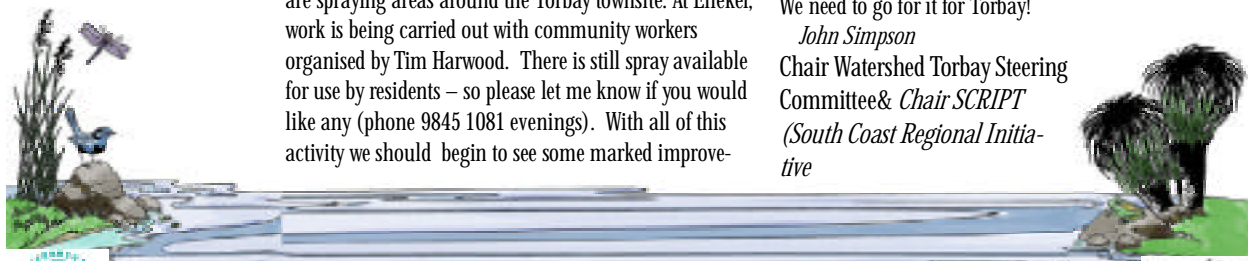 are spraying areas around the Torbay townsite. At Elleker,
work is being carried out with community workers
organised by Tim Harwood. There is still spray available
for use by residents – so please let me know if you would
like any (phone 9845 1081 evenings). With all of this
activity we should begin to see some marked improve-
We need to go for it for Torbay!
John Simpson
Chair Watershed Torbay Steering
Committee& Chair SCRIPT
(South Coast Regional Initia-
tive